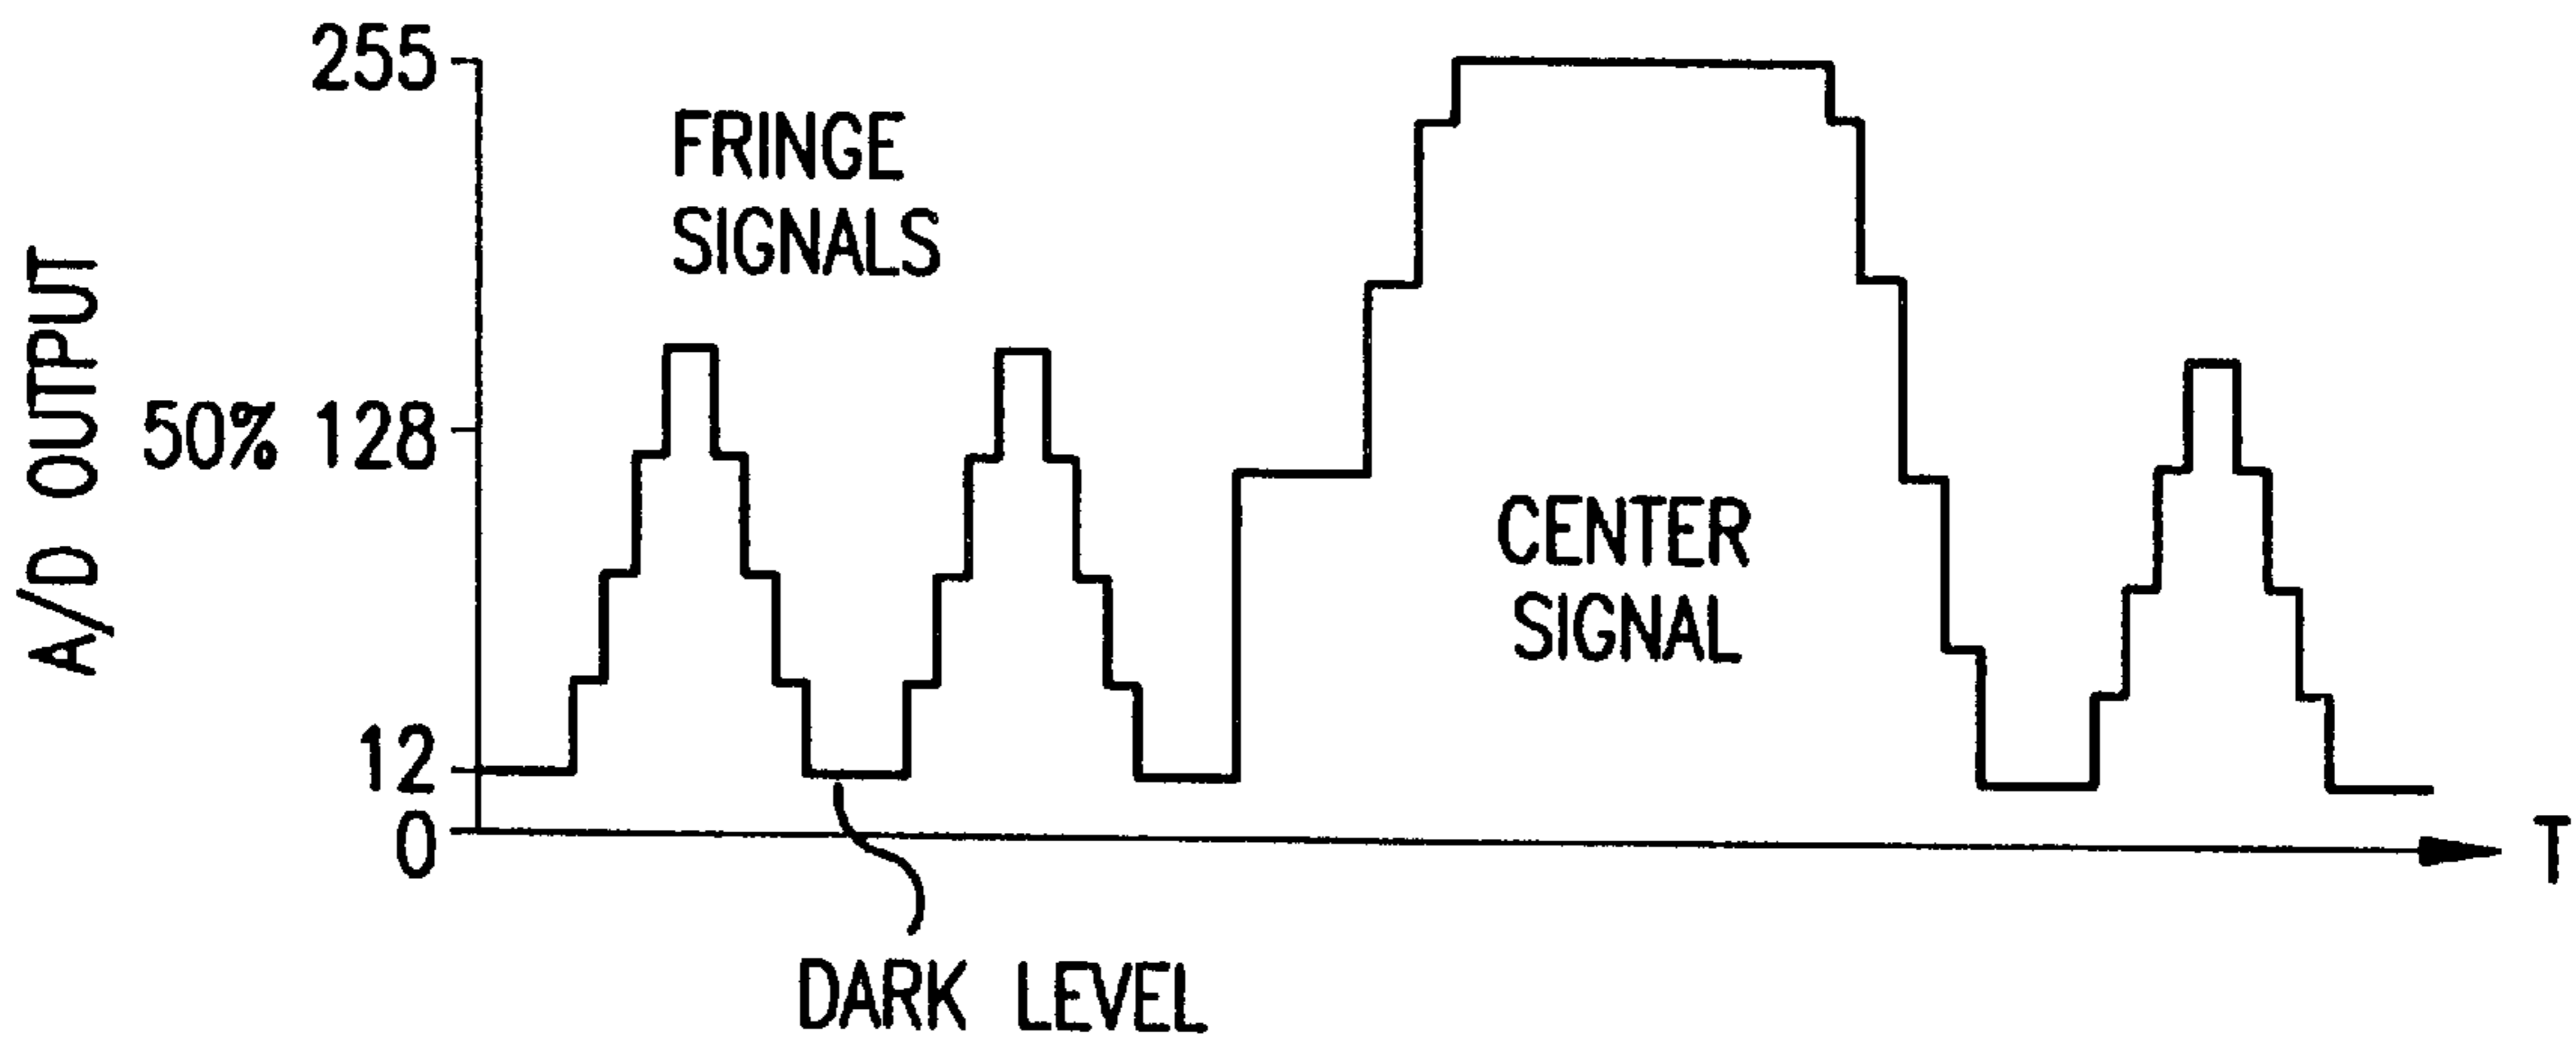 255
FRINGE
SIGNALS
A/D OUTPUT
50% 128
CENTER
SIGNAL
12
0
T
DARK LEVEL